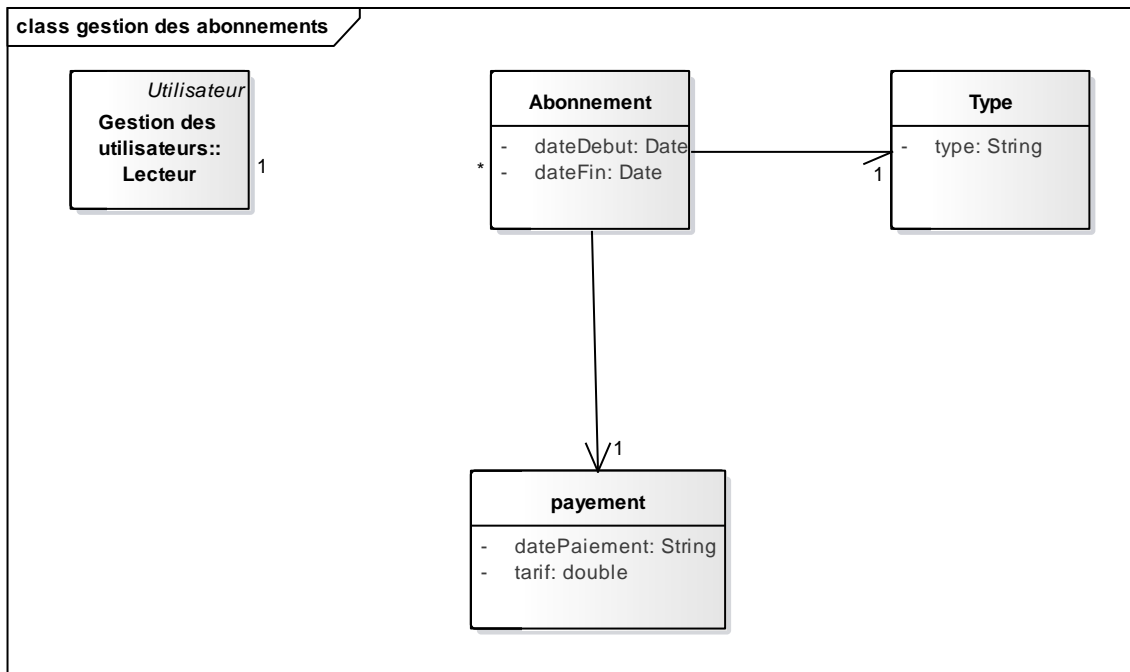 class gestion des abonnements
Utilisateur
Gestion des
utilisateurs::
Lecteur
1
*
Abonnement
- dateDebut: Date
- dateFin: Date
1
Type
- type: String
1
payement
- datePaiement: String
- tarif: double